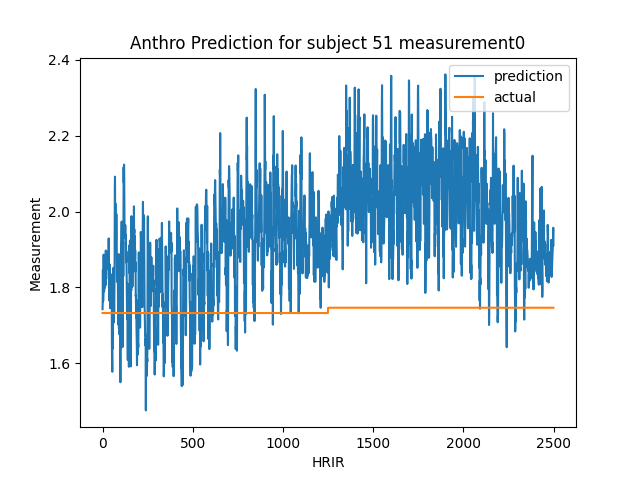 Anthro Prediction for subject 51 measurement0
prediction
actual
2.4
2.2
2.0
1.8
1.6
Measurement
0
500
1000
1500
2000
2500
HRIR